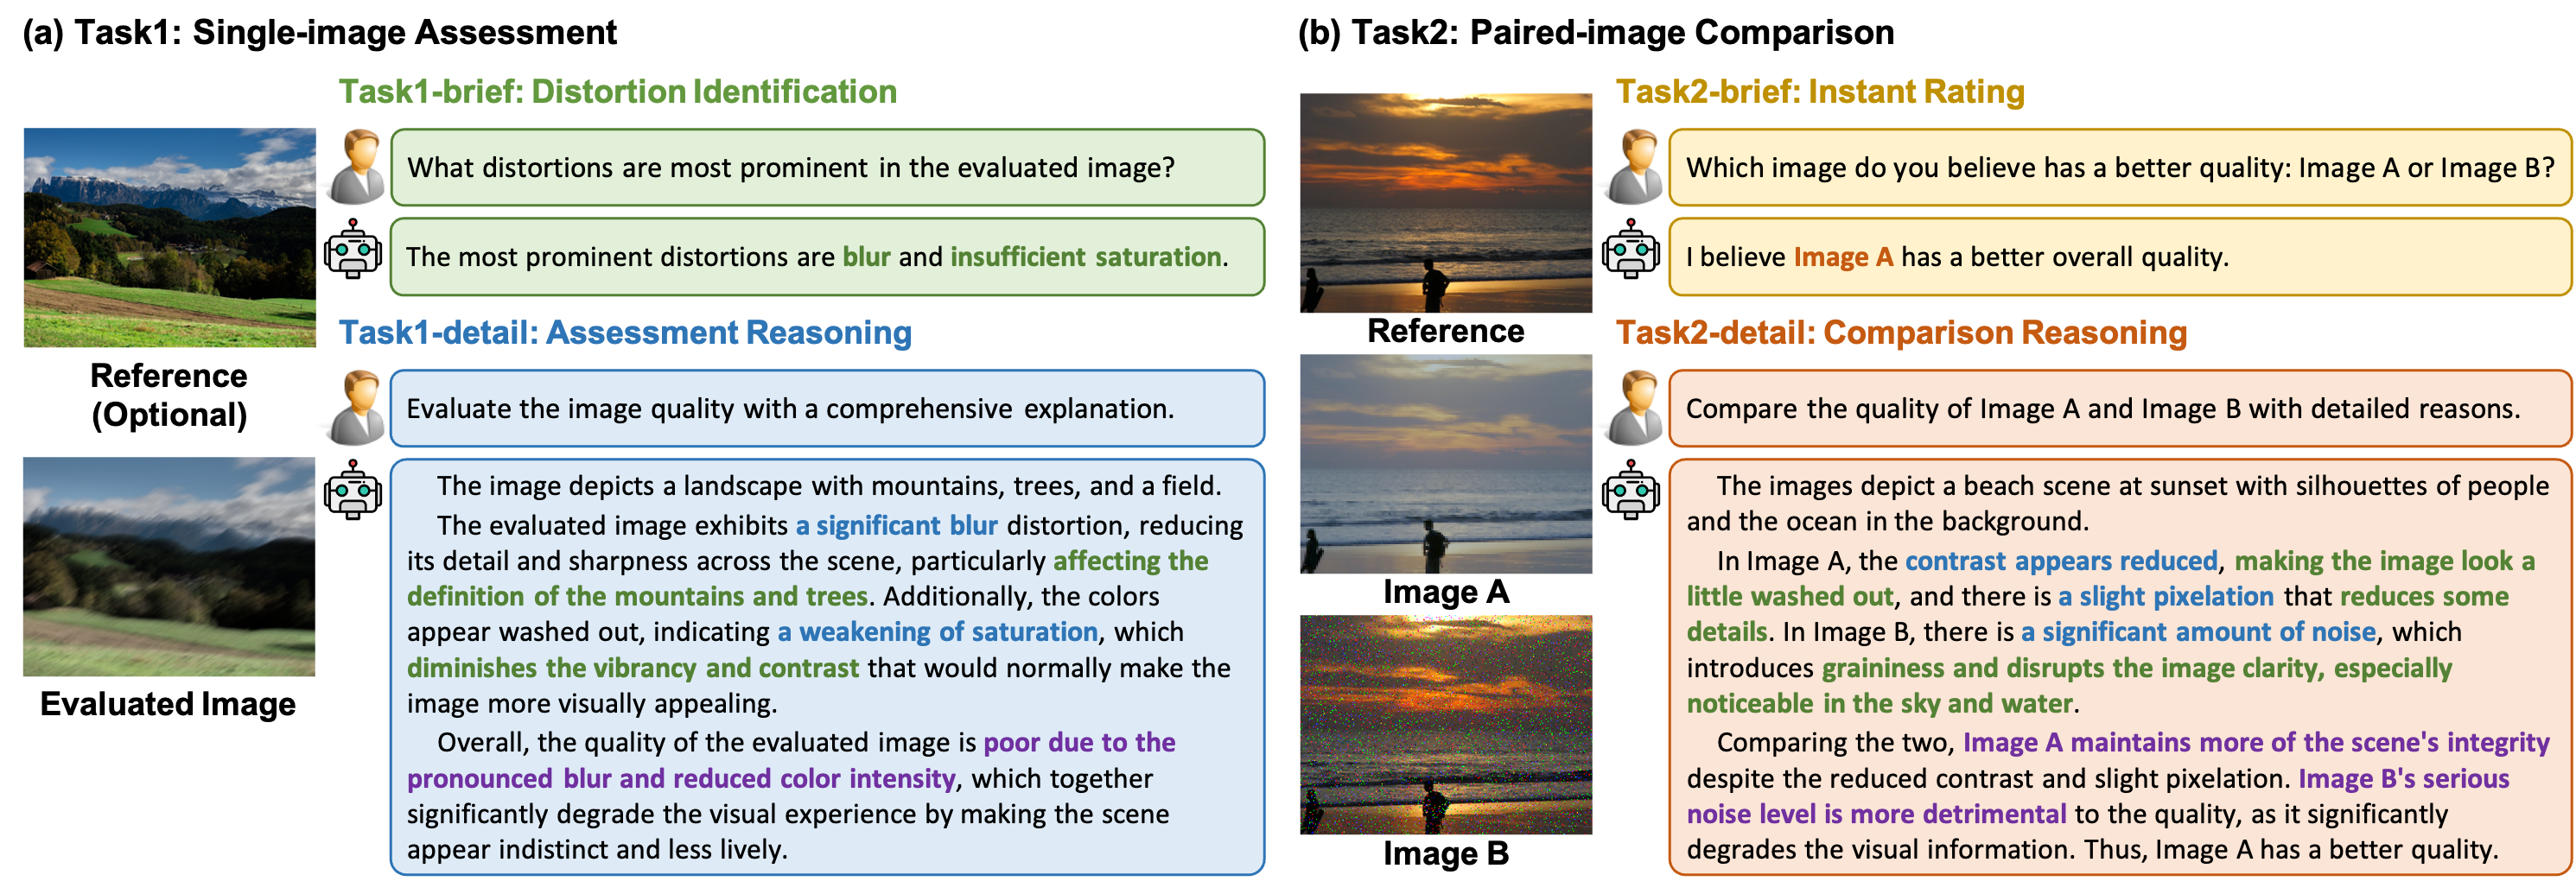 (a) Task1: Single-image Assessment
Task1-brief: Distortion Identification
What distortions are most prominent in the evaluated image?
The most prominent distortions are blur and insufficient saturation.
Reference
(Optional)
Task1-detail: Assessment Reasoning
Evaluate the image quality with a comprehensive explanation.
Evaluated Image
The image depicts a landscape with mountains, trees, and a field.
The evaluated image exhibits a significant blur distortion, reducing
its detail and sharpness across the scene, particularly affecting the
definition of the mountains and trees. Additionally, the colors
appear washed out, indicating a weakening of saturation, which
diminishes the vibrancy and contrast that would normally make the
image more visually appealing.
Overall, the quality of the evaluated image is poor due to the
pronounced blur and reduced color intensity, which together
significantly degrade the visual experience by making the scene
appear indistinct and less lively.
(b) Task2: Paired-image Comparison
Task2-brief: Instant Rating
Which image do you believe has a better quality: Image A or Image B?
I believe Image A has a better overall quality.
Reference
Task2-detail: Comparison Reasoning
Compare the quality of Image A and Image B with detailed reasons.
Image A
Image B
The images depict a beach scene at sunset with silhouettes of people
and the ocean in the background.
In Image A, the contrast appears reduced, making the image look a
little washed out, and there is a slight pixelation that reduces some
details. In Image B, there is a significant amount of noise, which
introduces graininess and disrupts the image clarity, especially
noticeable in the sky and water.
Comparing the two, Image A maintains more of the scene's integrity
despite the reduced contrast and slight pixelation. Image B's serious
noise level is more detrimental to the quality, as it significantly
degrades the visual information. Thus, Image A has a better quality.